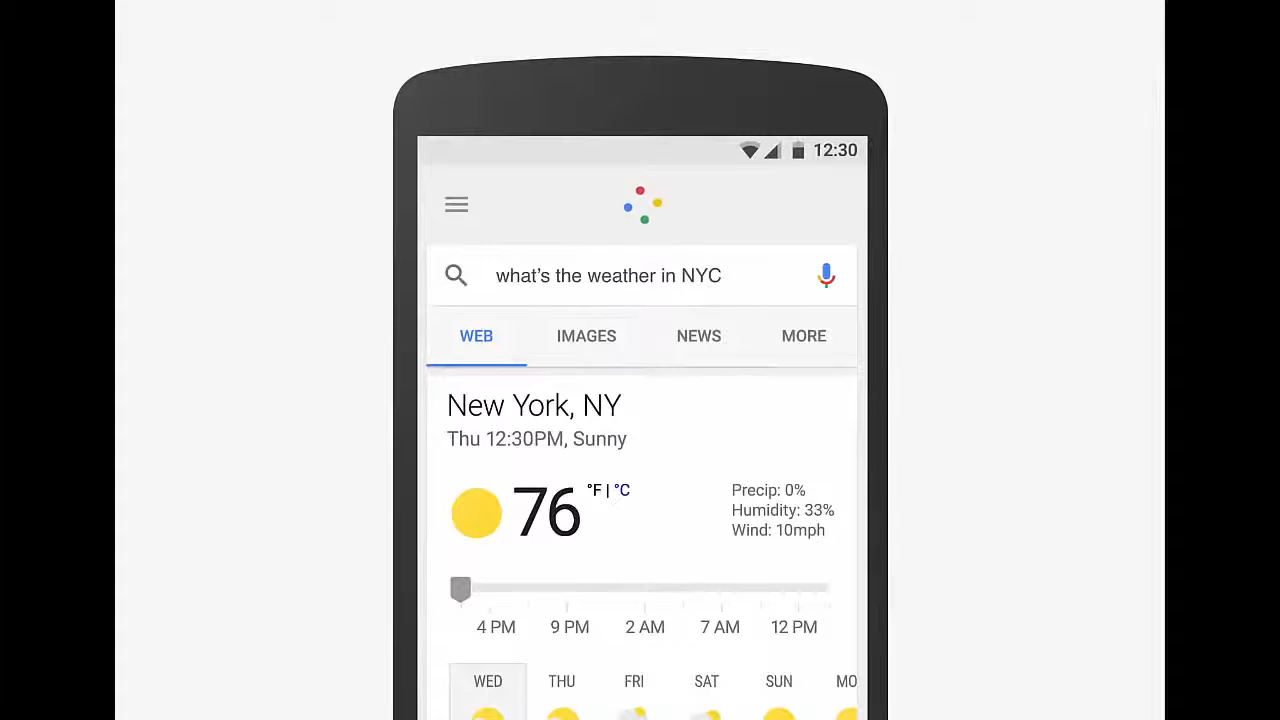 12:30
what's the weather in NYC
WEB IMAGES NEWS MORE
New York, NY
Thu 12:30PM, Sunny
76 °F | °C
Precip: 0%
Humidity: 33%
Wind: 10mph
4 PM 9 PM 2 AM 7 AM 12 PM
WED THU FRI SAT SUN MO